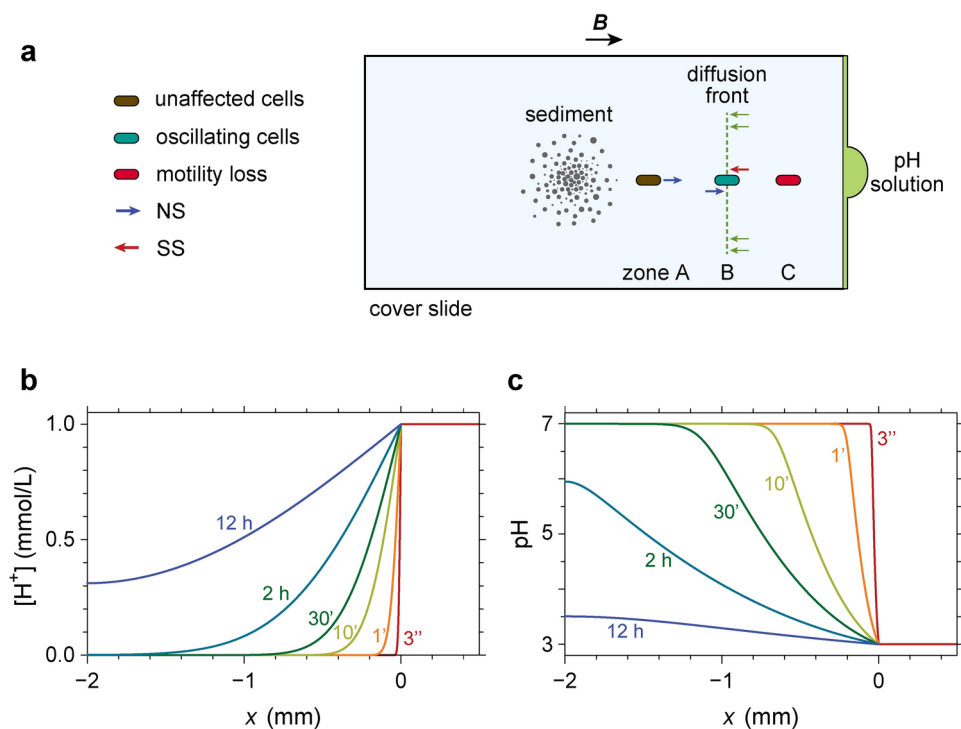 a
B
unaffected cells
oscillating cells
motility loss
NS
SS
sediment
diffusion
front
pH
solution
zone A
B
C
cover slide
b
[H⁺] (mmol/L)
1.0
0.5
0.0
12 h
2 h
30'
10'
1'
3''
−2
−1
0
x (mm)
c
pH
7
5
3
3''
1'
10'
30'
2 h
12 h
−2
−1
0
x (mm)